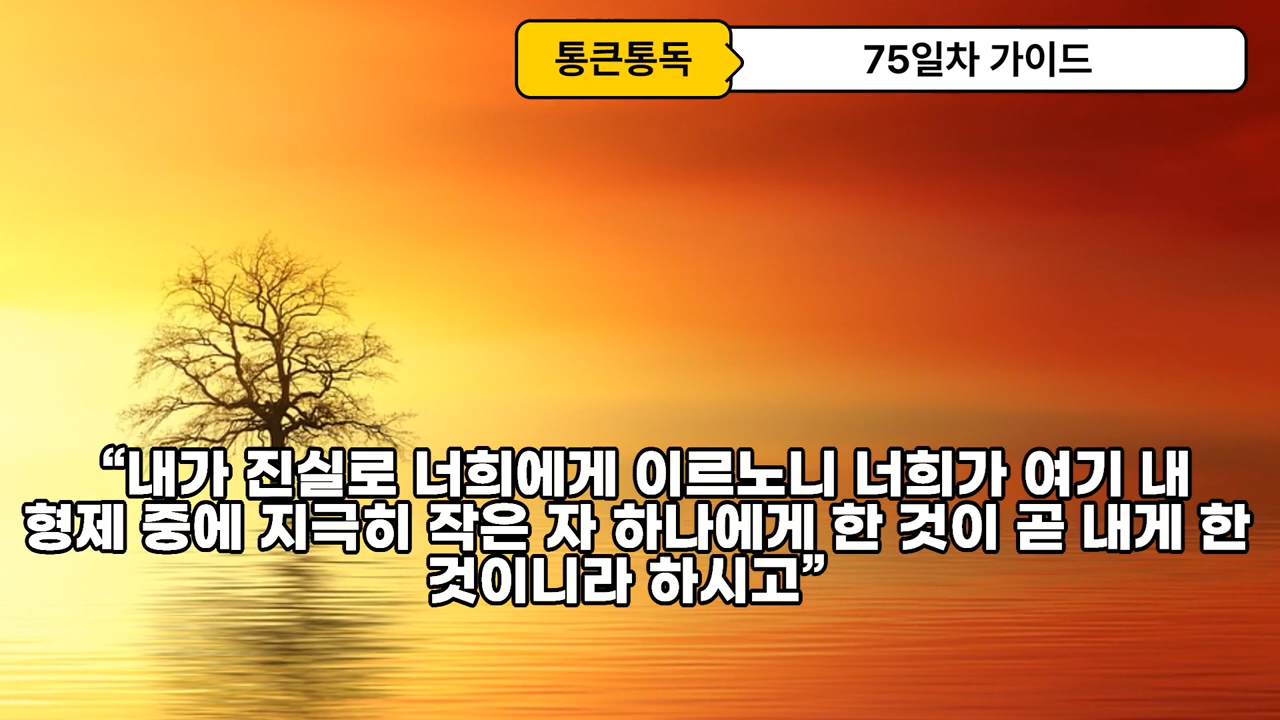 통큰통독
75일차 가이드
“내가 진실로 너희에게 이르노니 너희가 여기 내
형제 중에 지극히 작은 자 하나에게 한 것이 곧 내게 한
것이니라 하시고”